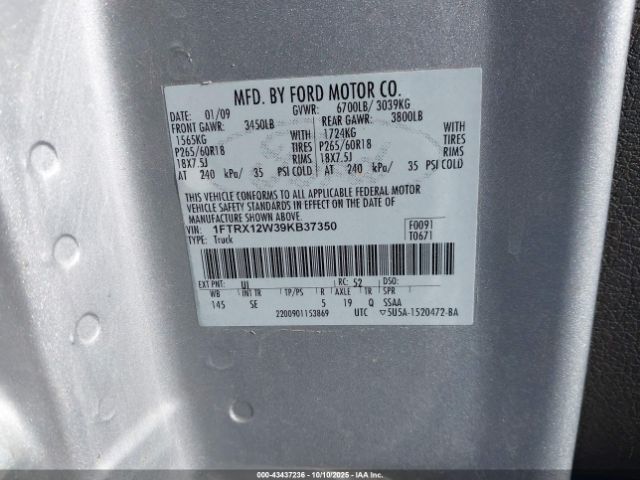 MFD. BY FORD MOTOR CO.
DATE: 01/09 GVWR: 6700LB/ 3039KG
FRONT GAWR: 3450LB REAR GAWR: 3800LB
1565KG WITH 1724KG WITH
P265/60R18 TIRES P265/60R18 TIRES
18X7.5J RIMS 18X7.5J RIMS
AT 240 kPa/ 35 PSI COLD AT 240 kPa/ 35 PSI COLD
THIS VEHICLE CONFORMS TO ALL APPLICABLE FEDERAL MOTOR
VEHICLE SAFETY STANDARDS IN EFFECT ON THE DATE OF
MANUFACTURE SHOWN ABOVE.
VIN: 1FTRX12W39KB37350 F0091
TYPE: Truck T0671
EXT PNT: UI RC: 52 DSO:
WB INT TR TP/PS R AXLE TR SPR
145 SE 5 19 Q SSAA
2200901153869 UTC ▽5U5A-1520472-BA
000-43437236 - 10/10/2025 - IAAI.COM